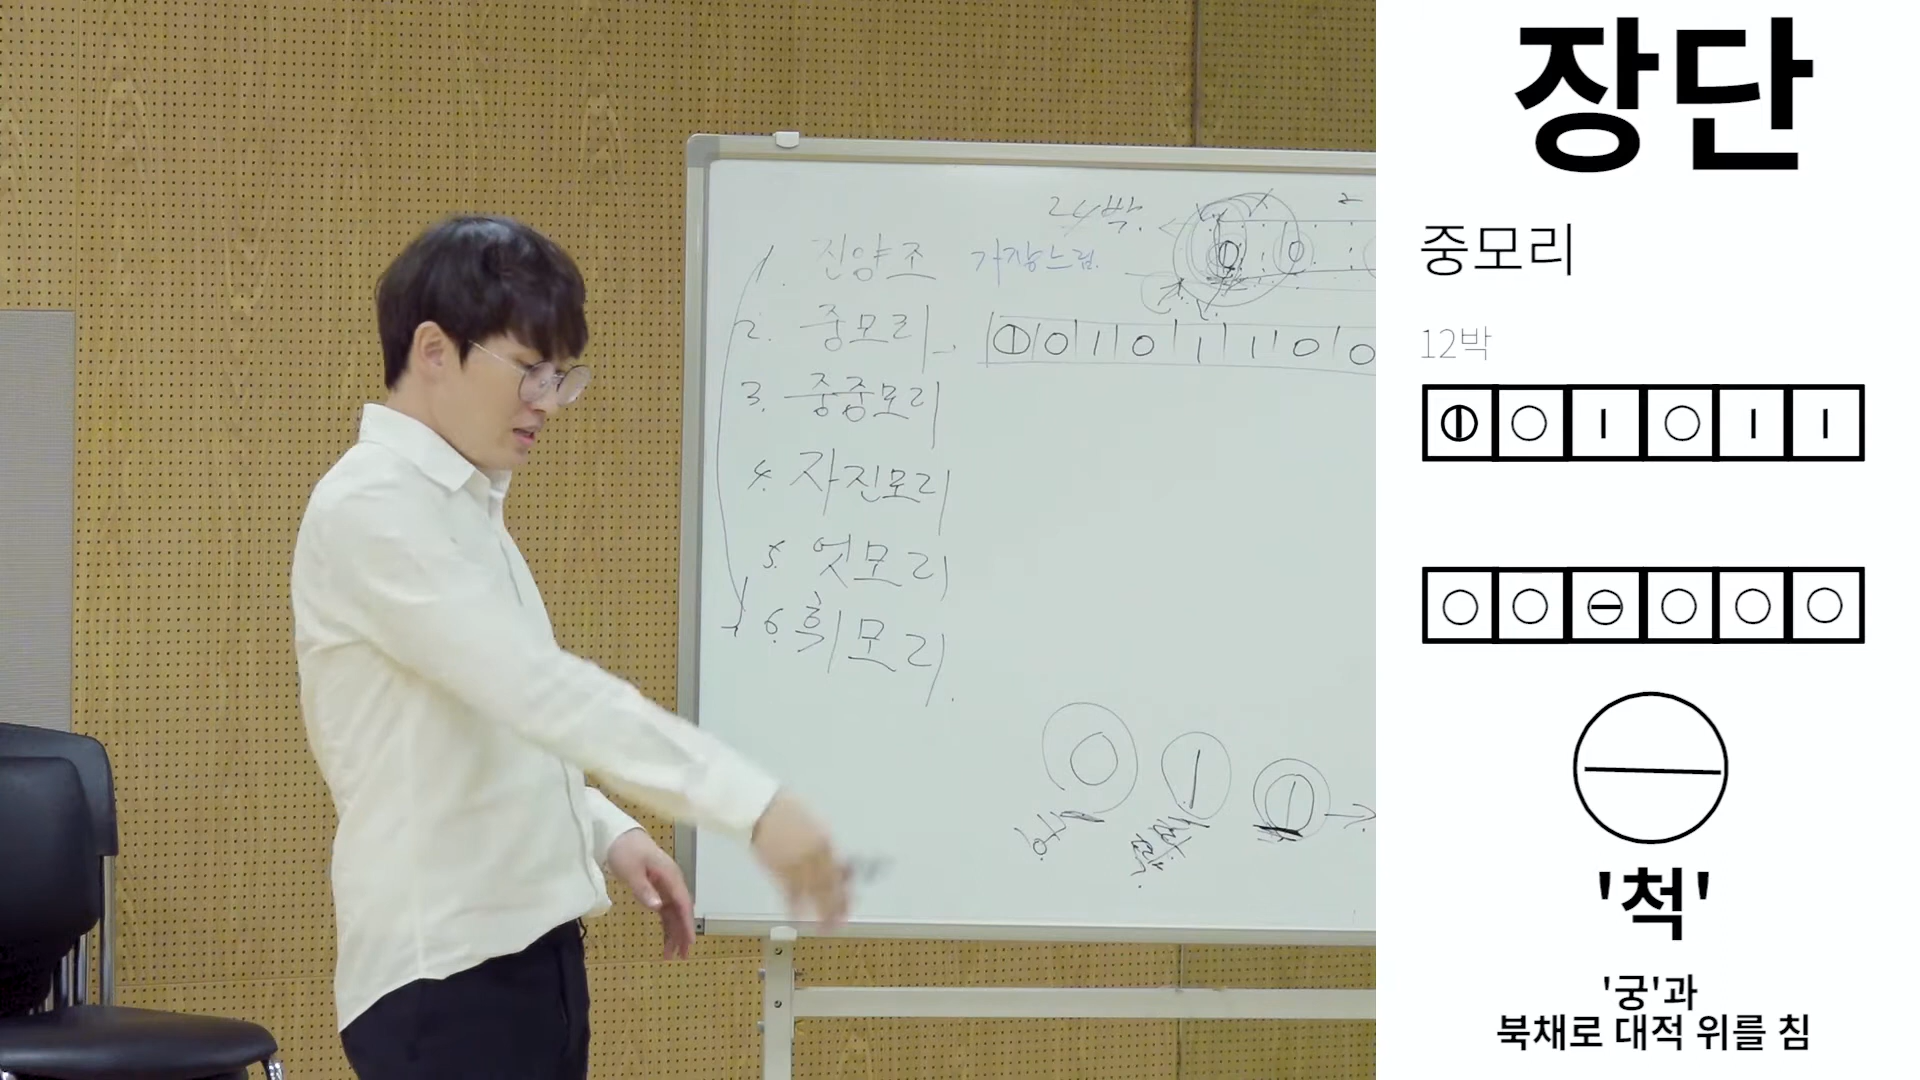 24박
1. 진양조 가장느림.
2. 중모리 →
3. 중중모리
4. 자진모리
5. 엇모리
6. 휘모리
장단
중모리
12박
'척'
'궁'과
북채로 대적 위를 침